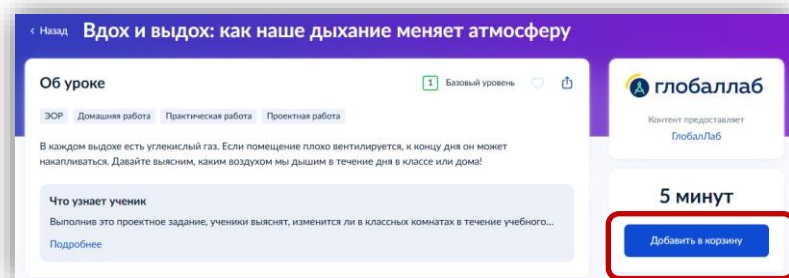 Назад Вдох и выдох: как наше дыхание меняет атмосферу
Об уроке
1 Базовый уровень
ЭОР Домашняя работа Практическая работа Проектная работа
В каждом выдохе есть углекислый газ. Если помещение плохо вентилируется, к концу дня он может
накапливаться. Давайте выясним, каким воздухом мы дышим в течение дня в классе или дома!
Что узнает ученик
Выполнив это проектное задание, ученики выяснят, изменится ли в классных комнатах в течение учебного...
Подробнее
глобаллаб
Контент предоставляет
ГлобалЛаб
5 минут
Добавить в корзину